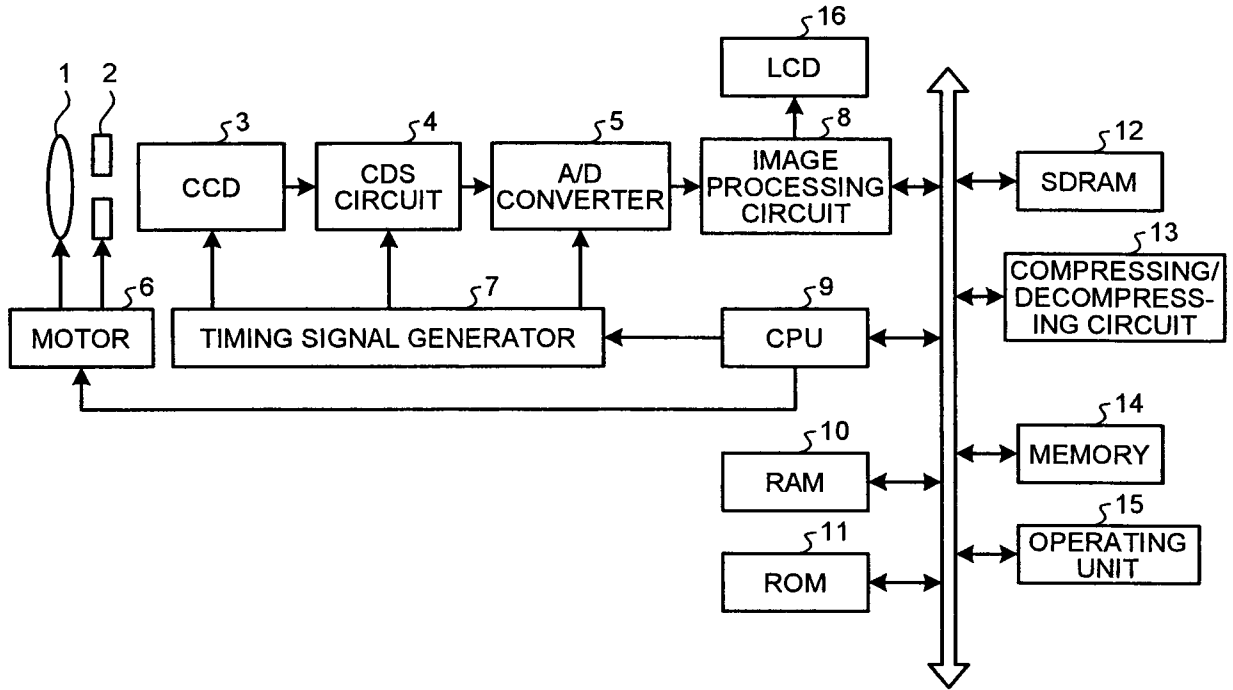 16
LCD
1
2
3
CCD
4
CDS
CIRCUIT
5
A/D
CONVERTER
8
IMAGE
PROCESSING
CIRCUIT
12
SDRAM
13
COMPRESSING/
DECOMPRESS-
ING CIRCUIT
6
MOTOR
7
TIMING SIGNAL GENERATOR
9
CPU
10
RAM
14
MEMORY
11
ROM
15
OPERATING
UNIT